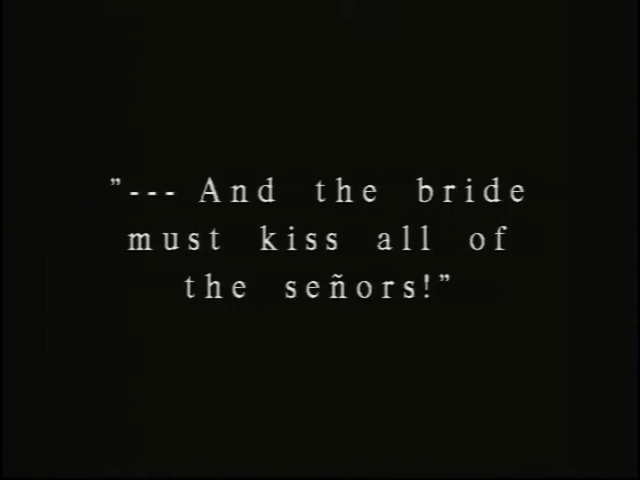 ”--- And the bride
must kiss all of
the señors!”